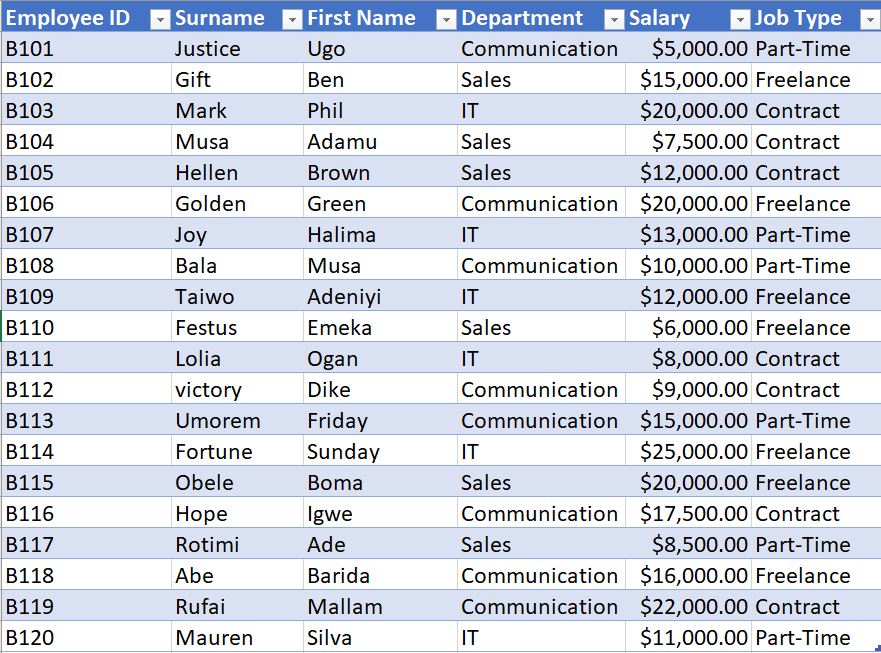 Employee ID Surname First Name Department Salary Job Type
B101 Justice Ugo Communication $5,000.00 Part-Time
B102 Gift Ben Sales $15,000.00 Freelance
B103 Mark Phil IT $20,000.00 Contract
B104 Musa Adamu Sales $7,500.00 Contract
B105 Hellen Brown Sales $12,000.00 Contract
B106 Golden Green Communication $20,000.00 Freelance
B107 Joy Halima IT $13,000.00 Part-Time
B108 Bala Musa Communication $10,000.00 Part-Time
B109 Taiwo Adeniyi IT $12,000.00 Freelance
B110 Festus Emeka Sales $6,000.00 Freelance
B111 Lolia Ogan IT $8,000.00 Contract
B112 victory Dike Communication $9,000.00 Contract
B113 Umorem Friday Communication $15,000.00 Part-Time
B114 Fortune Sunday IT $25,000.00 Freelance
B115 Obele Boma Sales $20,000.00 Freelance
B116 Hope Igwe Communication $17,500.00 Contract
B117 Rotimi Ade Sales $8,500.00 Part-Time
B118 Abe Barida Communication $16,000.00 Freelance
B119 Rufai Mallam Communication $22,000.00 Contract
B120 Mauren Silva IT $11,000.00 Part-Time